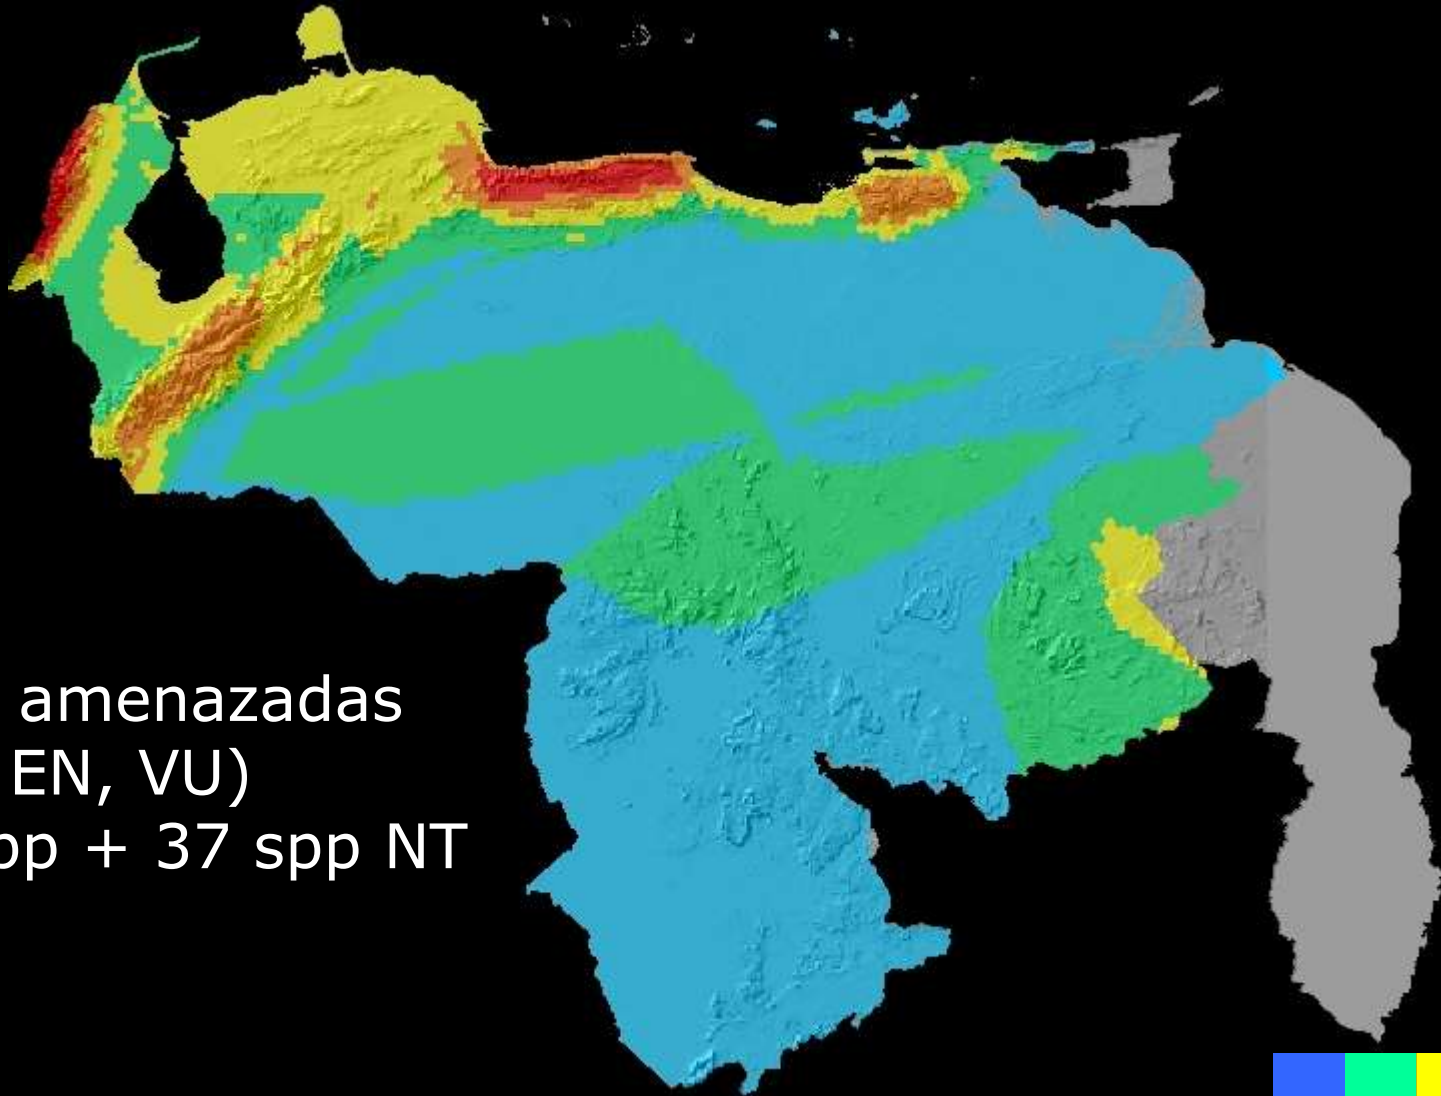 amenazadas
EN, VU)
+ 37 spp NT